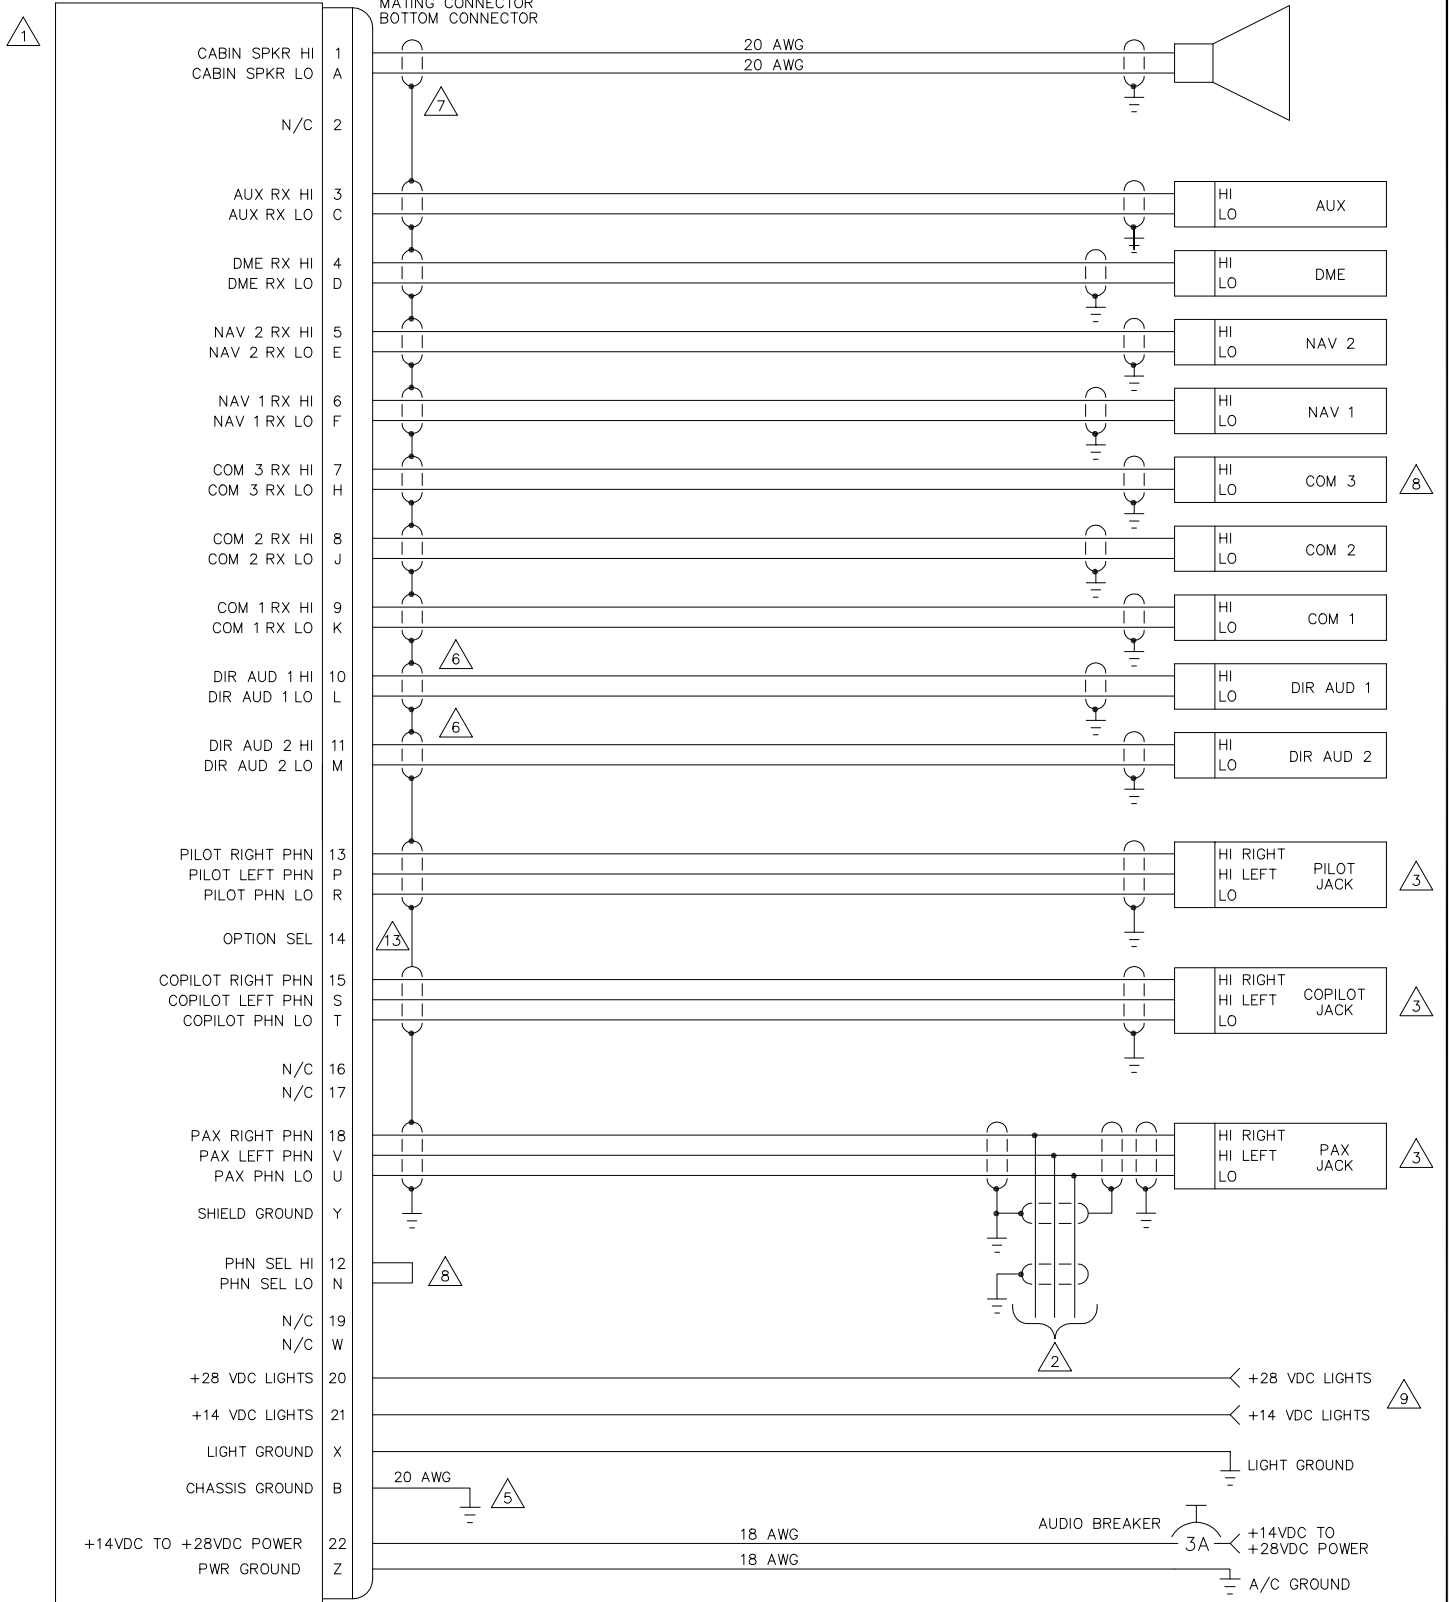 MATING CONNECTOR
BOTTOM CONNECTOR
1
CABIN SPKR HI 1 20 AWG
CABIN SPKR LO A 20 AWG
7
N/C 2
AUX RX HI 3 HI
AUX RX LO C LO AUX
DME RX HI 4 HI
DME RX LO D LO DME
NAV 2 RX HI 5 HI
NAV 2 RX LO E LO NAV 2
NAV 1 RX HI 6 HI
NAV 1 RX LO F LO NAV 1
COM 3 RX HI 7 HI
COM 3 RX LO H LO COM 3 8
COM 2 RX HI 8 HI
COM 2 RX LO J LO COM 2
COM 1 RX HI 9 HI
COM 1 RX LO K LO COM 1
6
DIR AUD 1 HI 10 HI
DIR AUD 1 LO L LO DIR AUD 1
6
DIR AUD 2 HI 11 HI
DIR AUD 2 LO M LO DIR AUD 2
PILOT RIGHT PHN 13 HI RIGHT
PILOT LEFT PHN P HI LEFT PILOT
JACK 3
PILOT PHN LO R LO
OPTION SEL 14 13
COPILOT RIGHT PHN 15 HI RIGHT
COPILOT LEFT PHN S HI LEFT COPILOT
JACK 3
COPILOT PHN LO T LO
N/C 16
N/C 17
PAX RIGHT PHN 18 HI RIGHT
PAX LEFT PHN V HI LEFT PAX
JACK 3
PAX PHN LO U LO
SHIELD GROUND Y
PHN SEL HI 12
PHN SEL LO N 8
N/C 19
N/C W
2
+28 VDC LIGHTS 20 +28 VDC LIGHTS
9
+14 VDC LIGHTS 21 +14 VDC LIGHTS
LIGHT GROUND X LIGHT GROUND
CHASSIS GROUND B 20 AWG 5
+14VDC TO +28VDC POWER 22 18 AWG AUDIO BREAKER 3A +14VDC TO
+28VDC POWER
PWR GROUND Z 18 AWG A/C GROUND